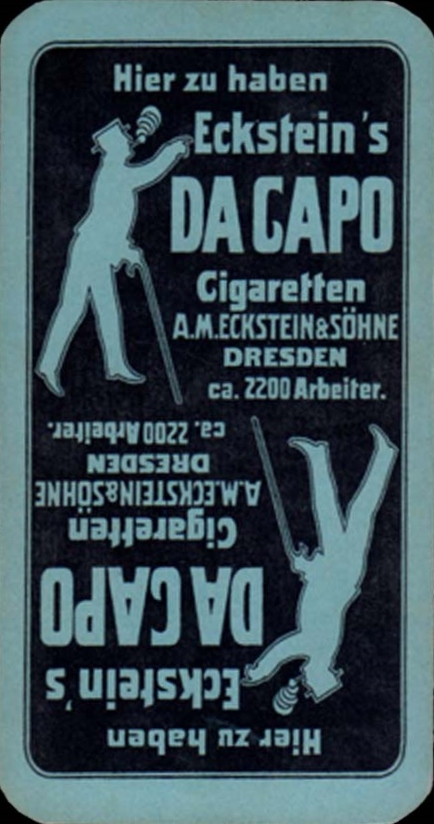 Hier zu haben
Eckstein's
DA CAPO
Cigaretten
A.M.ECKSTEIN&SÖHNE
DRESDEN
ca. 2200 Arbeiter.
Hier zu haben
Eckstein's
DA CAPO
Cigaretten
A.M.ECKSTEIN&SÖHNE
DRESDEN
ca. 2200 Arbeiter.